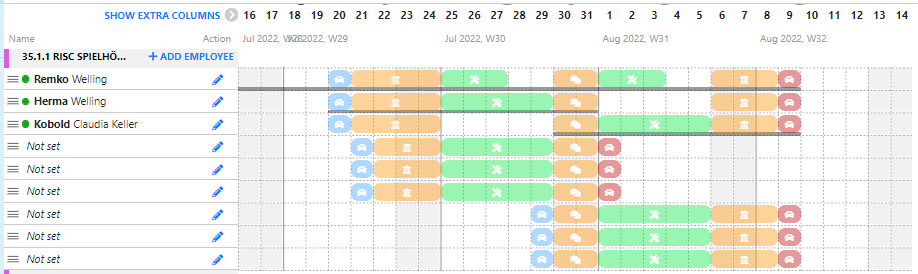 SHOW EXTRA COLUMNS 16 17 18 19 20 21 22 23 24 25 26 27 28 29 30 31 1 2 3 4 5 6 7 8 9 10 11 12 13 14
Name Action Jul 2022, W28 2022, W29 Jul 2022, W30 Aug 2022, W31 Aug 2022, W32
35.1.1 RISC SPIELHÖ... + ADD EMPLOYEE
Remko Welling
Herma Welling
Kobold Claudia Keller
Not set
Not set
Not set
Not set
Not set
Not set